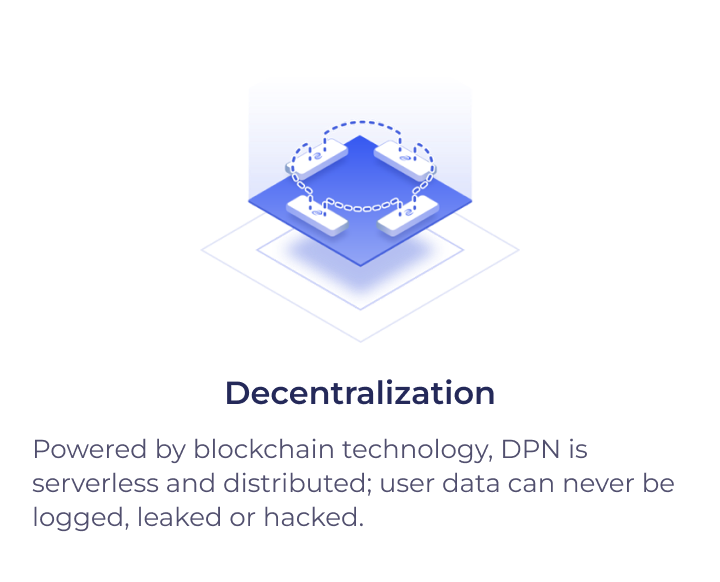 Decentralization
Powered by blockchain technology, DPN is
serverless and distributed; user data can never be
logged, leaked or hacked.